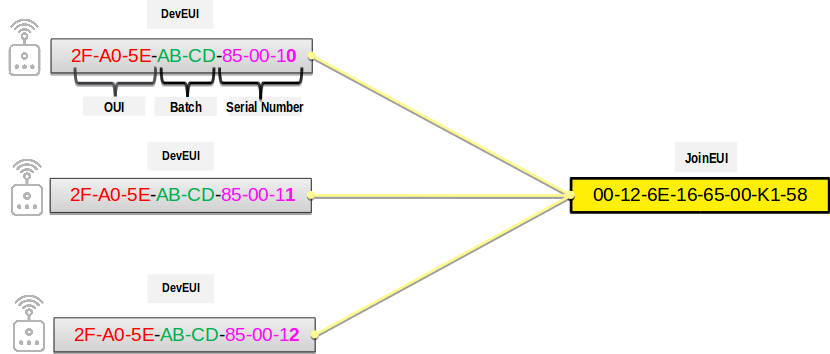 DevEUI
2F-A0-5E-AB-CD-85-00-10
OUI Batch Serial Number
DevEUI
JoinEUI
2F-A0-5E-AB-CD-85-00-11
00-12-6E-16-65-00-K1-58
DevEUI
2F-A0-5E-AB-CD-85-00-12